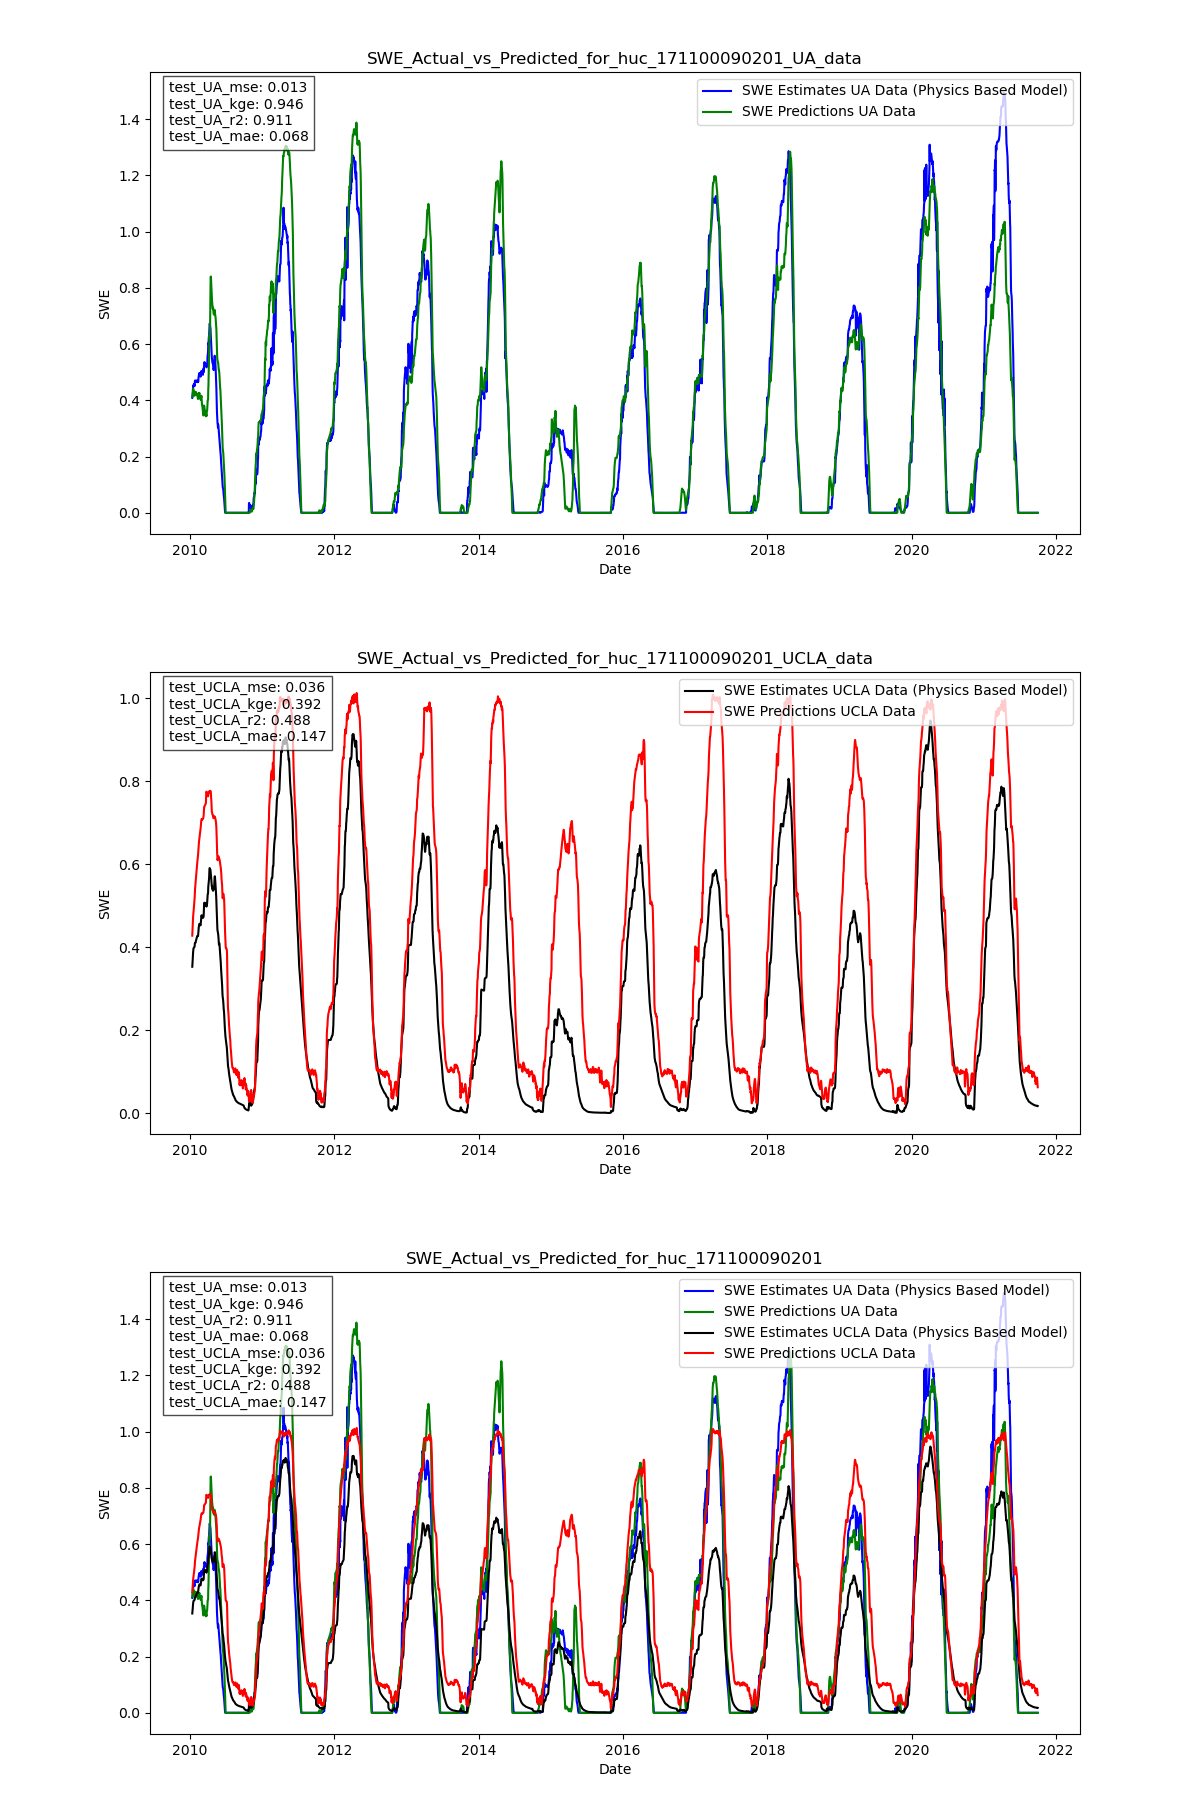 SWE_Actual_vs_Predicted_for_huc_171100090201_UA_data
test_UA_mse: 0.013
test_UA_kge: 0.946
test_UA_r2: 0.911
test_UA_mae: 0.068
SWE Estimates UA Data (Physics Based Model)
SWE Predictions UA Data
1.4
1.2
1.0
0.8
0.6
0.4
0.2
0.0
SWE
2010 2012 2014 2016 2018 2020 2022
Date
SWE_Actual_vs_Predicted_for_huc_171100090201_UCLA_data
test_UCLA_mse: 0.036
test_UCLA_kge: 0.392
test_UCLA_r2: 0.488
test_UCLA_mae: 0.147
SWE Estimates UCLA Data (Physics Based Model)
SWE Predictions UCLA Data
1.0
0.8
0.6
0.4
0.2
0.0
SWE
2010 2012 2014 2016 2018 2020 2022
Date
SWE_Actual_vs_Predicted_for_huc_171100090201
test_UA_mse: 0.013
test_UA_kge: 0.946
test_UA_r2: 0.911
test_UA_mae: 0.068
test_UCLA_mse: 0.036
test_UCLA_kge: 0.392
test_UCLA_r2: 0.488
test_UCLA_mae: 0.147
SWE Estimates UA Data (Physics Based Model)
SWE Predictions UA Data
SWE Estimates UCLA Data (Physics Based Model)
SWE Predictions UCLA Data
1.4
1.2
1.0
0.8
0.6
0.4
0.2
0.0
SWE
2010 2012 2014 2016 2018 2020 2022
Date